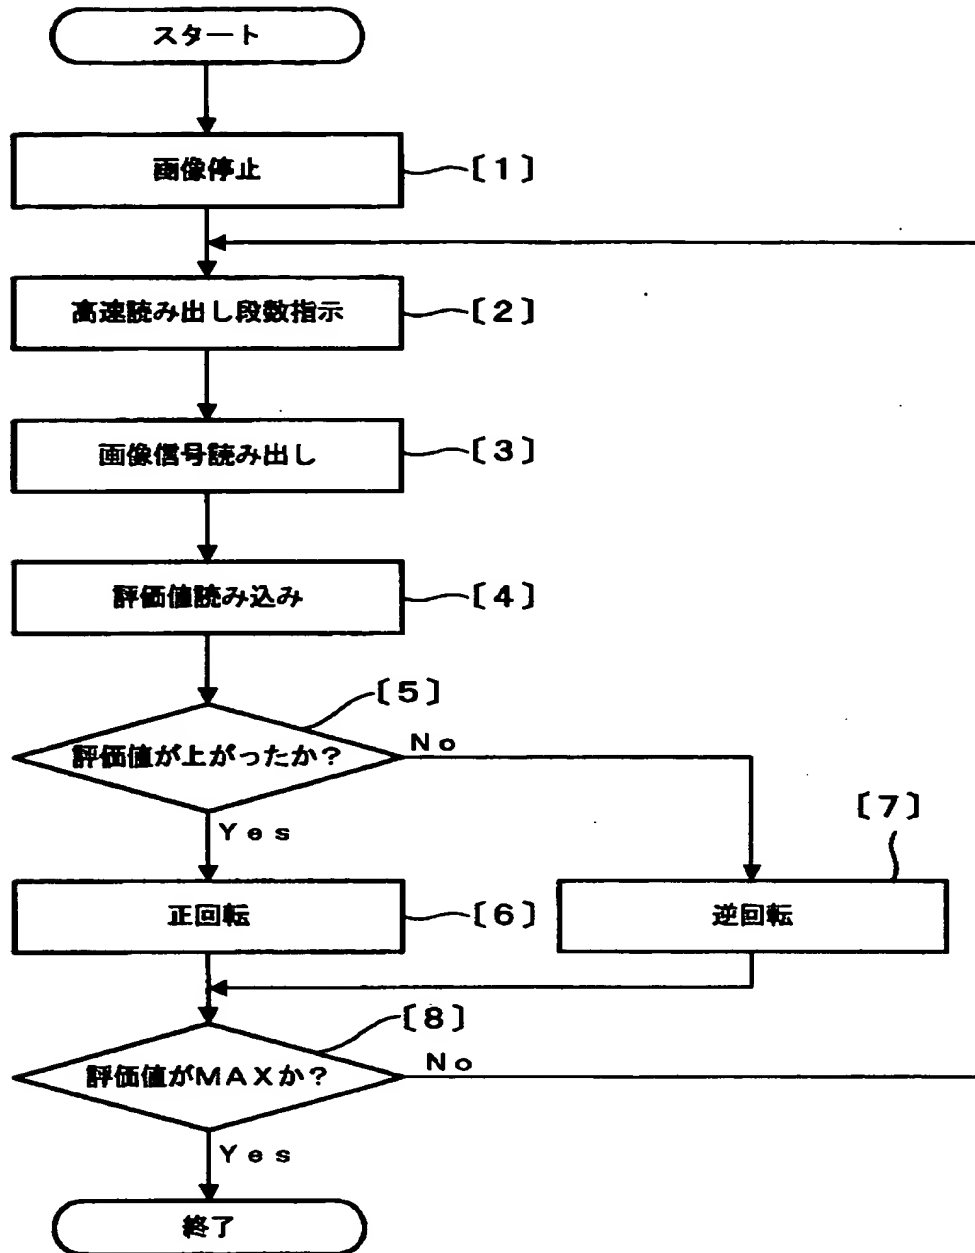 スタート
画像停止
〔1〕
高速読み出し段数指示
〔2〕
画像信号読み出し
〔3〕
評価値読み込み
〔4〕
〔5〕
評価値が上がったか？
No
Yes
〔7〕
正回転
〔6〕
逆回転
〔8〕
評価値がMAXか？
No
Yes
終了